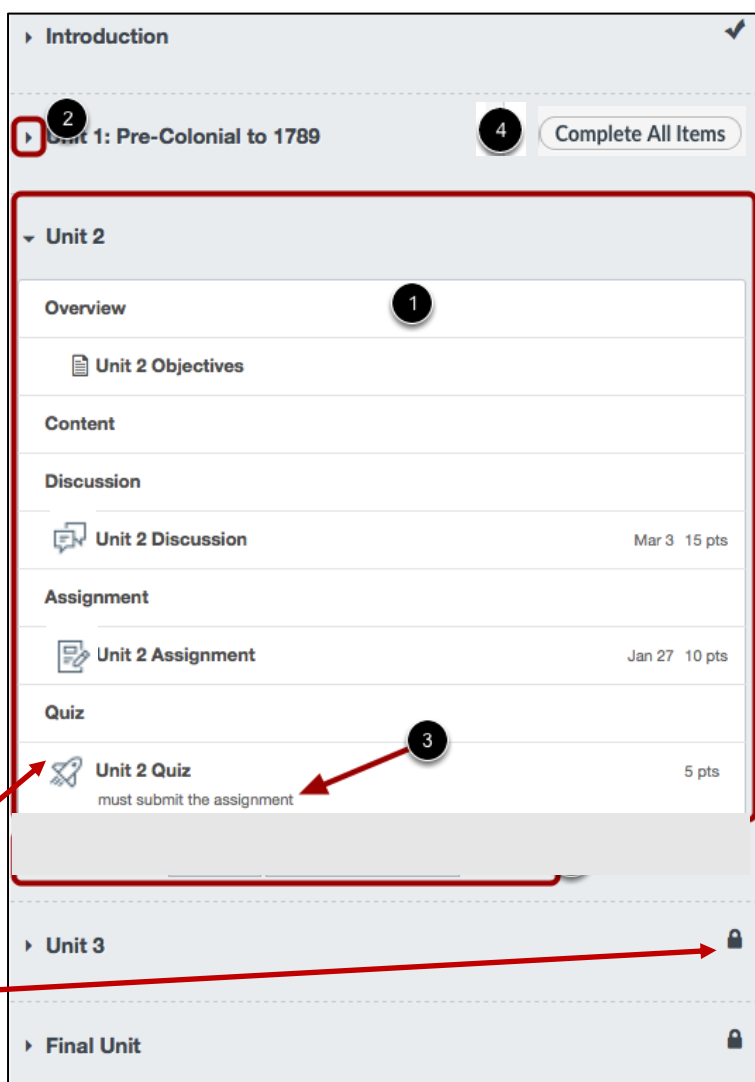 Introduction
2
Unit 1: Pre-Colonial to 1789
4
Complete All Items
Unit 2
Overview
1
Unit 2 Objectives
Content
Discussion
Unit 2 Discussion Mar 3 15 pts
Assignment
Unit 2 Assignment Jan 27 10 pts
Quiz
3
Unit 2 Quiz 5 pts
must submit the assignment
Unit 3
Final Unit